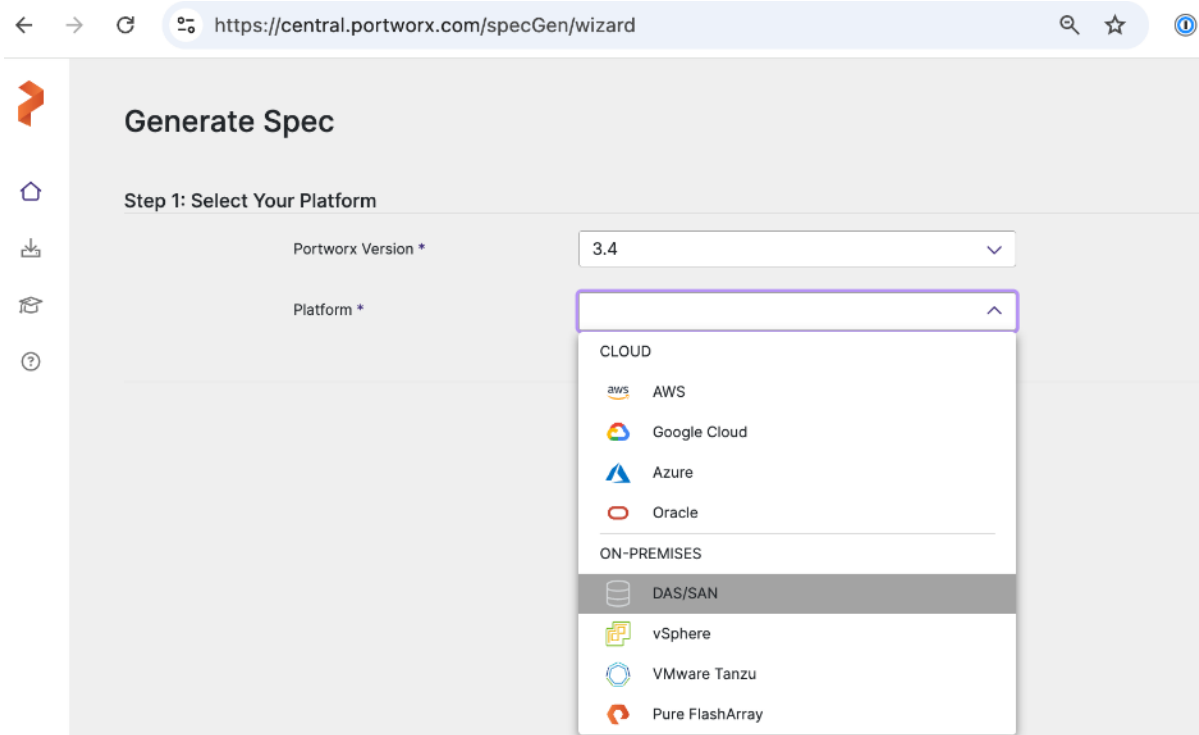 https://central.portworx.com/specGen/wizard
Generate Spec
Step 1: Select Your Platform
Portworx Version *
3.4
Platform *
CLOUD
aws AWS
Google Cloud
Azure
Oracle
ON-PREMISES
DAS/SAN
vSphere
VMware Tanzu
Pure FlashArray